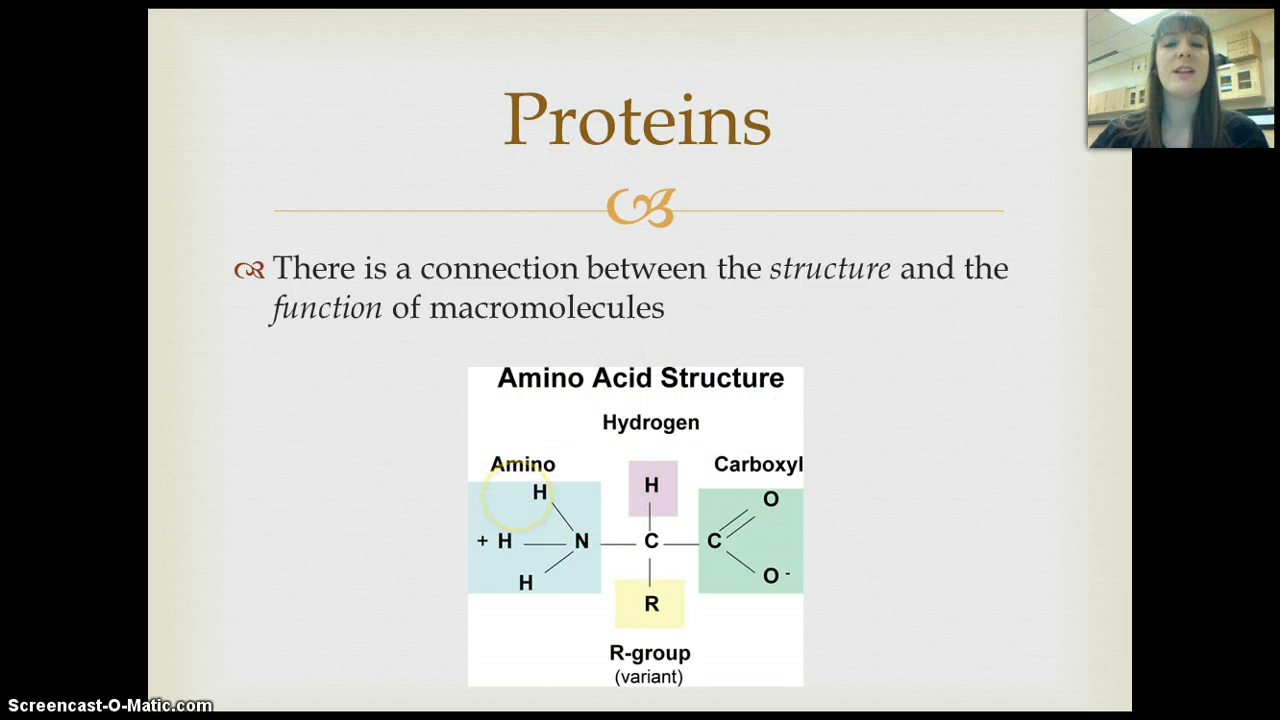 Proteins
There is a connection between the structure and the
function of macromolecules
Amino Acid Structure
Hydrogen
Amino
Carboxyl
H
H
O
+ H
N
C
C
H
O -
R
R-group
(variant)
Screencast-O-Matic.com